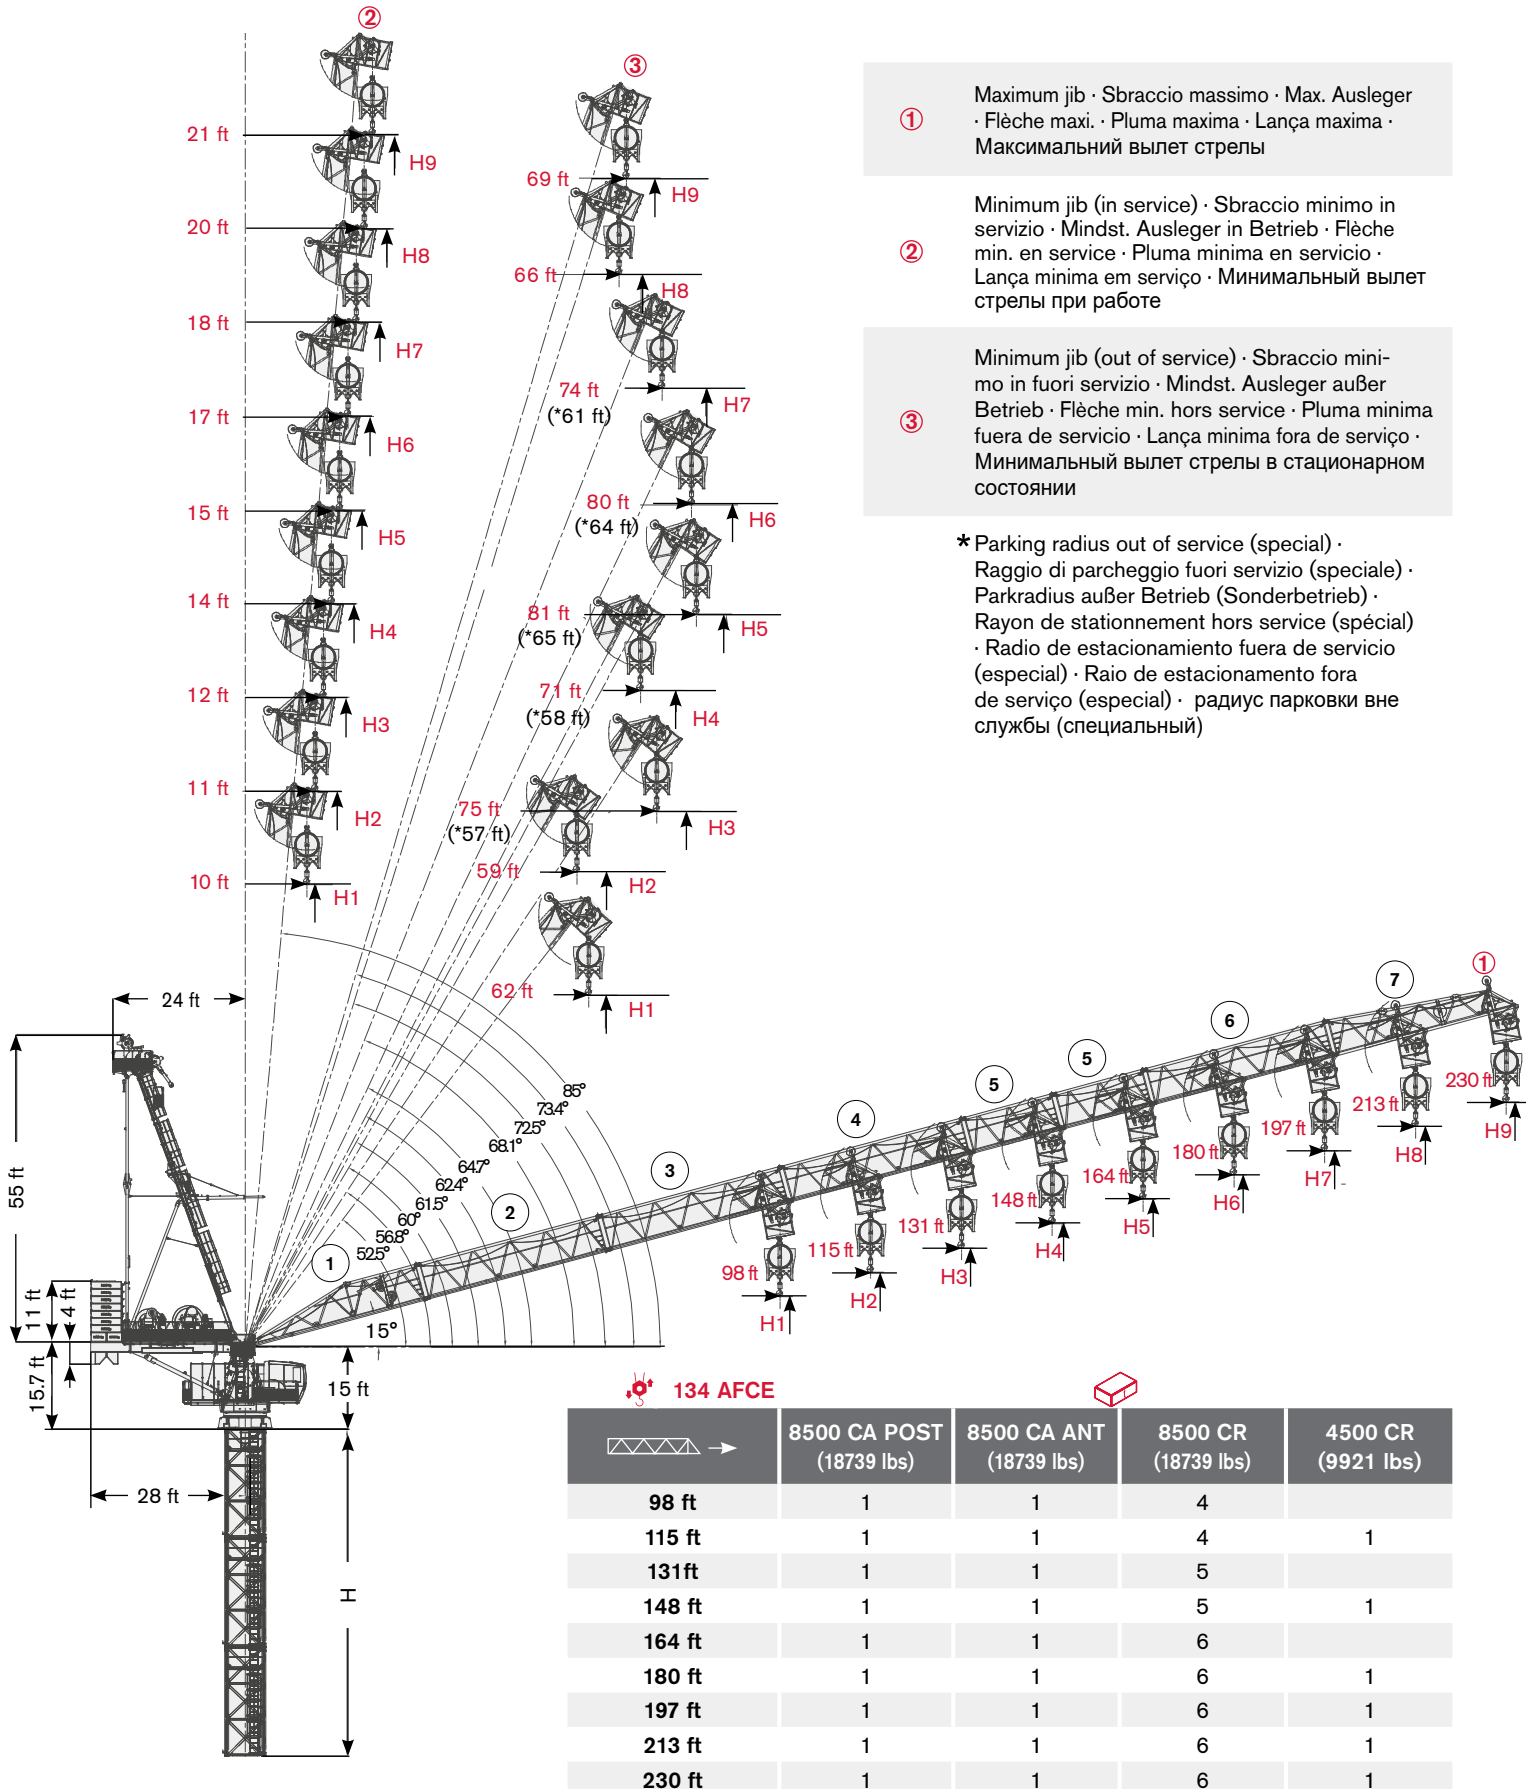 ②
21 ft
H9
20 ft
H8
18 ft
H7
17 ft
H6
15 ft
H5
14 ft
H4
12 ft
H3
11 ft
H2
10 ft
H1
③
69 ft
H9
66 ft
H8
74 ft
(*61 ft)
H7
80 ft
(*64 ft)
H6
81 ft
(*65 ft)
H5
71 ft
(*58 ft)
H4
75 ft
(*57 ft)
H3
59 ft
H2
62 ft
H1
①
Maximum jib · Sbraccio massimo · Max. Ausleger
· Flèche maxi. · Pluma maxima · Lança maxima ·
Максимальний вылет стрелы
②
Minimum jib (in service) · Sbraccio minimo in
servizio · Mindst. Ausleger in Betrieb · Flèche
min. en service · Pluma minima en servicio ·
Lança minima em serviço · Минимальный вылет
стрелы при работе
③
Minimum jib (out of service) · Sbraccio mini-
mo in fuori servizio · Mindst. Ausleger außer
Betrieb · Flèche min. hors service · Pluma minima
fuera de servicio · Lança minima fora de serviço ·
Минимальный вылет стрелы в стационарном
состоянии
* Parking radius out of service (special) ·
Raggio di parcheggio fuori servizio (speciale) ·
Parkradius außer Betrieb (Sonderbetrieb) ·
Rayon de stationnement hors service (spécial)
· Radio de estacionamiento fuera de servicio
(especial) · Raio de estacionamento fora
de serviço (especial) · радиус парковки вне
службы (специальный)
24 ft
55 ft
11 ft
4 ft
15.7 ft
15 ft
28 ft
H
85°
73.4°
72.5°
68.1°
64.7°
62.4°
61.5°
60°
56.8°
52.5°
15°
1
2
3
4
5
5
6
7
①
98 ft
H1
115 ft
H2
131 ft
H3
148 ft
H4
164 ft
H5
180 ft
H6
197 ft
H7
213 ft
H8
230 ft
H9
134 AFCE
8500 CA POST (18739 lbs) 8500 CA ANT (18739 lbs) 8500 CR (18739 lbs) 4500 CR (9921 lbs)
98 ft 1 1 4
115 ft 1 1 4 1
131ft 1 1 5
148 ft 1 1 5 1
164 ft 1 1 6
180 ft 1 1 6 1
197 ft 1 1 6 1
213 ft 1 1 6 1
230 ft 1 1 6 1